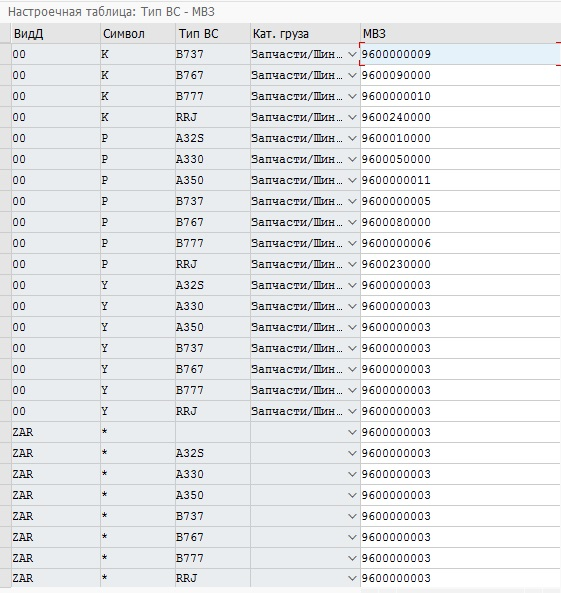 Настроечная таблица: Тип ВС - МВЗ
ВидД Символ Тип ВС Кат. груза МВЗ
00 K B737 Запчасти/Шин… 9600000009
00 K B767 Запчасти/Шин… 9600090000
00 K B777 Запчасти/Шин… 9600000010
00 K RRJ Запчасти/Шин… 9600240000
00 P A32S Запчасти/Шин… 9600010000
00 P A330 Запчасти/Шин… 9600050000
00 P A350 Запчасти/Шин… 9600000011
00 P B737 Запчасти/Шин… 9600000005
00 P B767 Запчасти/Шин… 9600080000
00 P B777 Запчасти/Шин… 9600000006
00 P RRJ Запчасти/Шин… 9600230000
00 Y A32S Запчасти/Шин… 9600000003
00 Y A330 Запчасти/Шин… 9600000003
00 Y A350 Запчасти/Шин… 9600000003
00 Y B737 Запчасти/Шин… 9600000003
00 Y B767 Запчасти/Шин… 9600000003
00 Y B777 Запчасти/Шин… 9600000003
00 Y RRJ Запчасти/Шин… 9600000003
ZAR * 9600000003
ZAR * A32S 9600000003
ZAR * A330 9600000003
ZAR * A350 9600000003
ZAR * B737 9600000003
ZAR * B767 9600000003
ZAR * B777 9600000003
ZAR * RRJ 9600000003